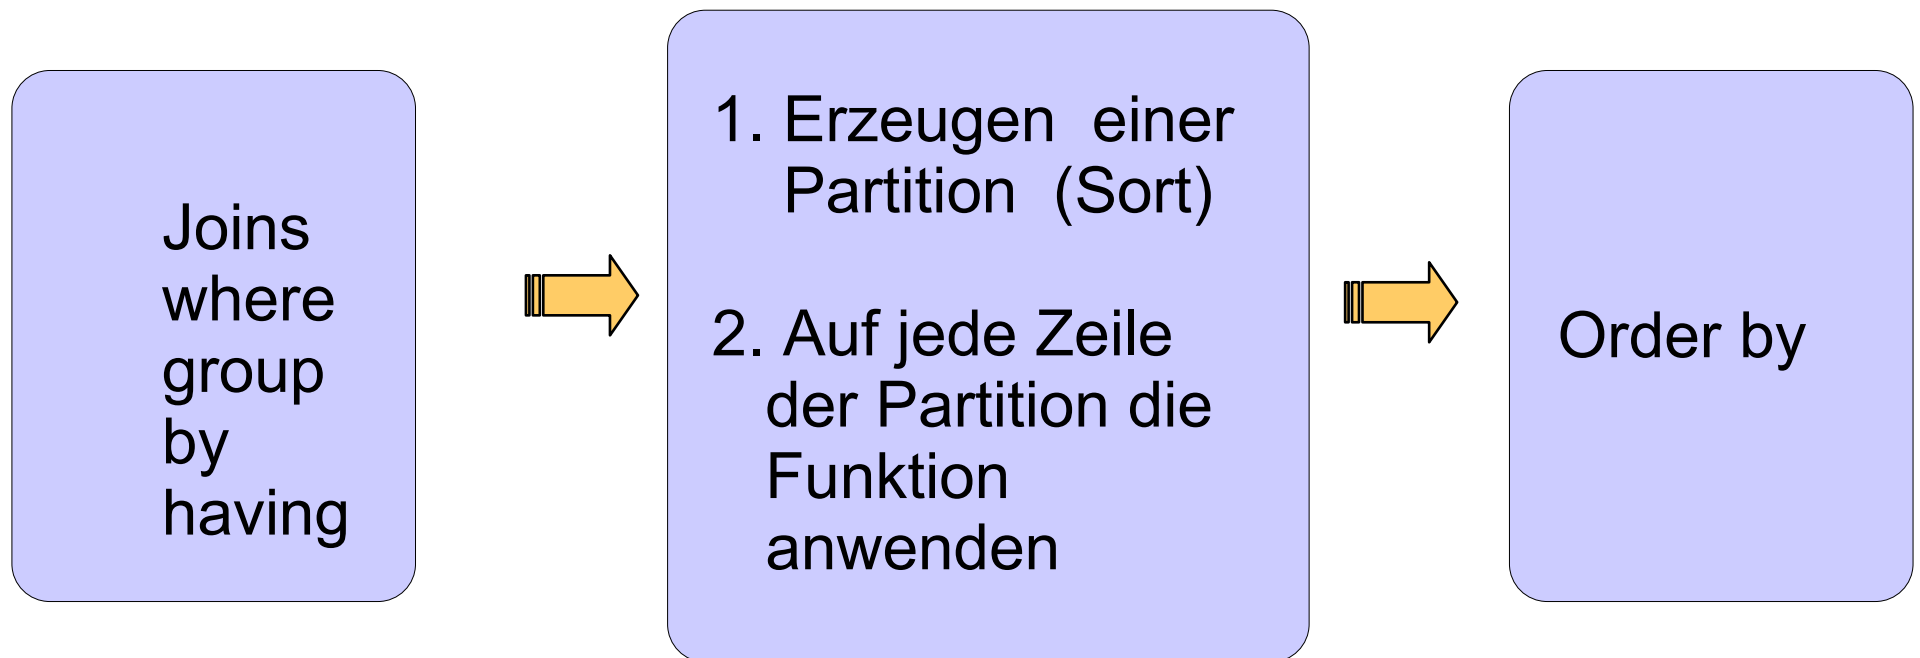 Joins
where
group
by
having
1. Erzeugen einer
Partition (Sort)
2. Auf jede Zeile
der Partition die
Funktion
anwenden
Order by